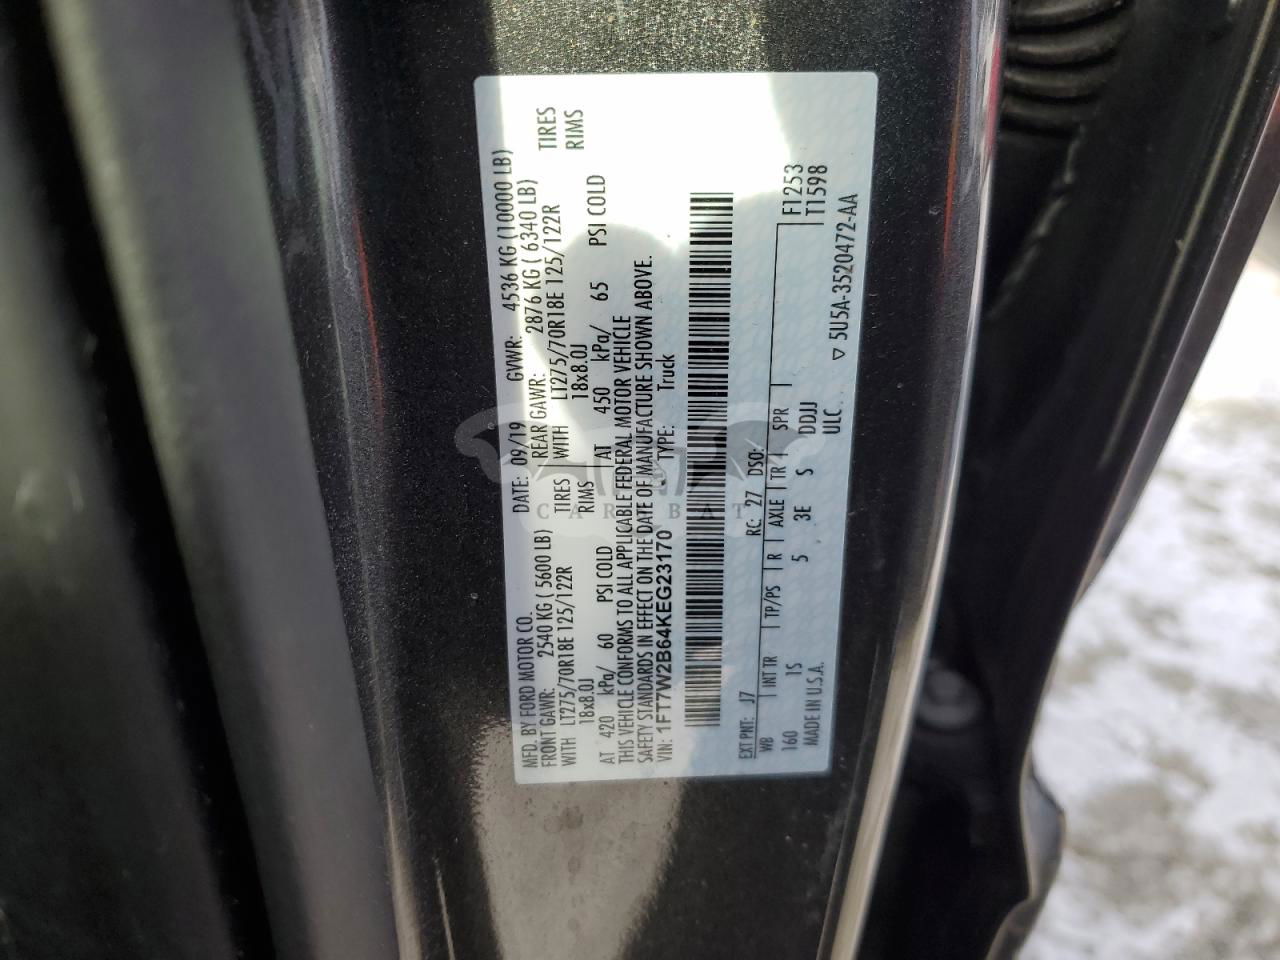 MFD. BY FORD MOTOR CO.
DATE: 09/19 GVWR: 4536 KG (10000 LB)
FRONT GAWR: 2540 KG ( 5600 LB) REAR GAWR: 2876 KG ( 6340 LB)
WITH LT275/70R18E 125/122R TIRES WITH LT275/70R18E 125/122R TIRES
18x8.0J RIMS 18x8.0J RIMS
AT 420 kPa/ 60 PSI COLD AT 450 kPa/ 65 PSI COLD
THIS VEHICLE CONFORMS TO ALL APPLICABLE FEDERAL MOTOR VEHICLE
SAFETY STANDARDS IN EFFECT ON THE DATE OF MANUFACTURE SHOWN ABOVE.
VIN: 1FT7W2B64KEG23170 TYPE: Truck
EXT PNT: J7 RC: 27 DSO: F1253
WB INT TR TP/PS R AXLE TR SPR T1598
160 1S 5 3E S DDJJ
MADE IN U.S.A. ULC 5U5A-3520472-AA
CAR BAT